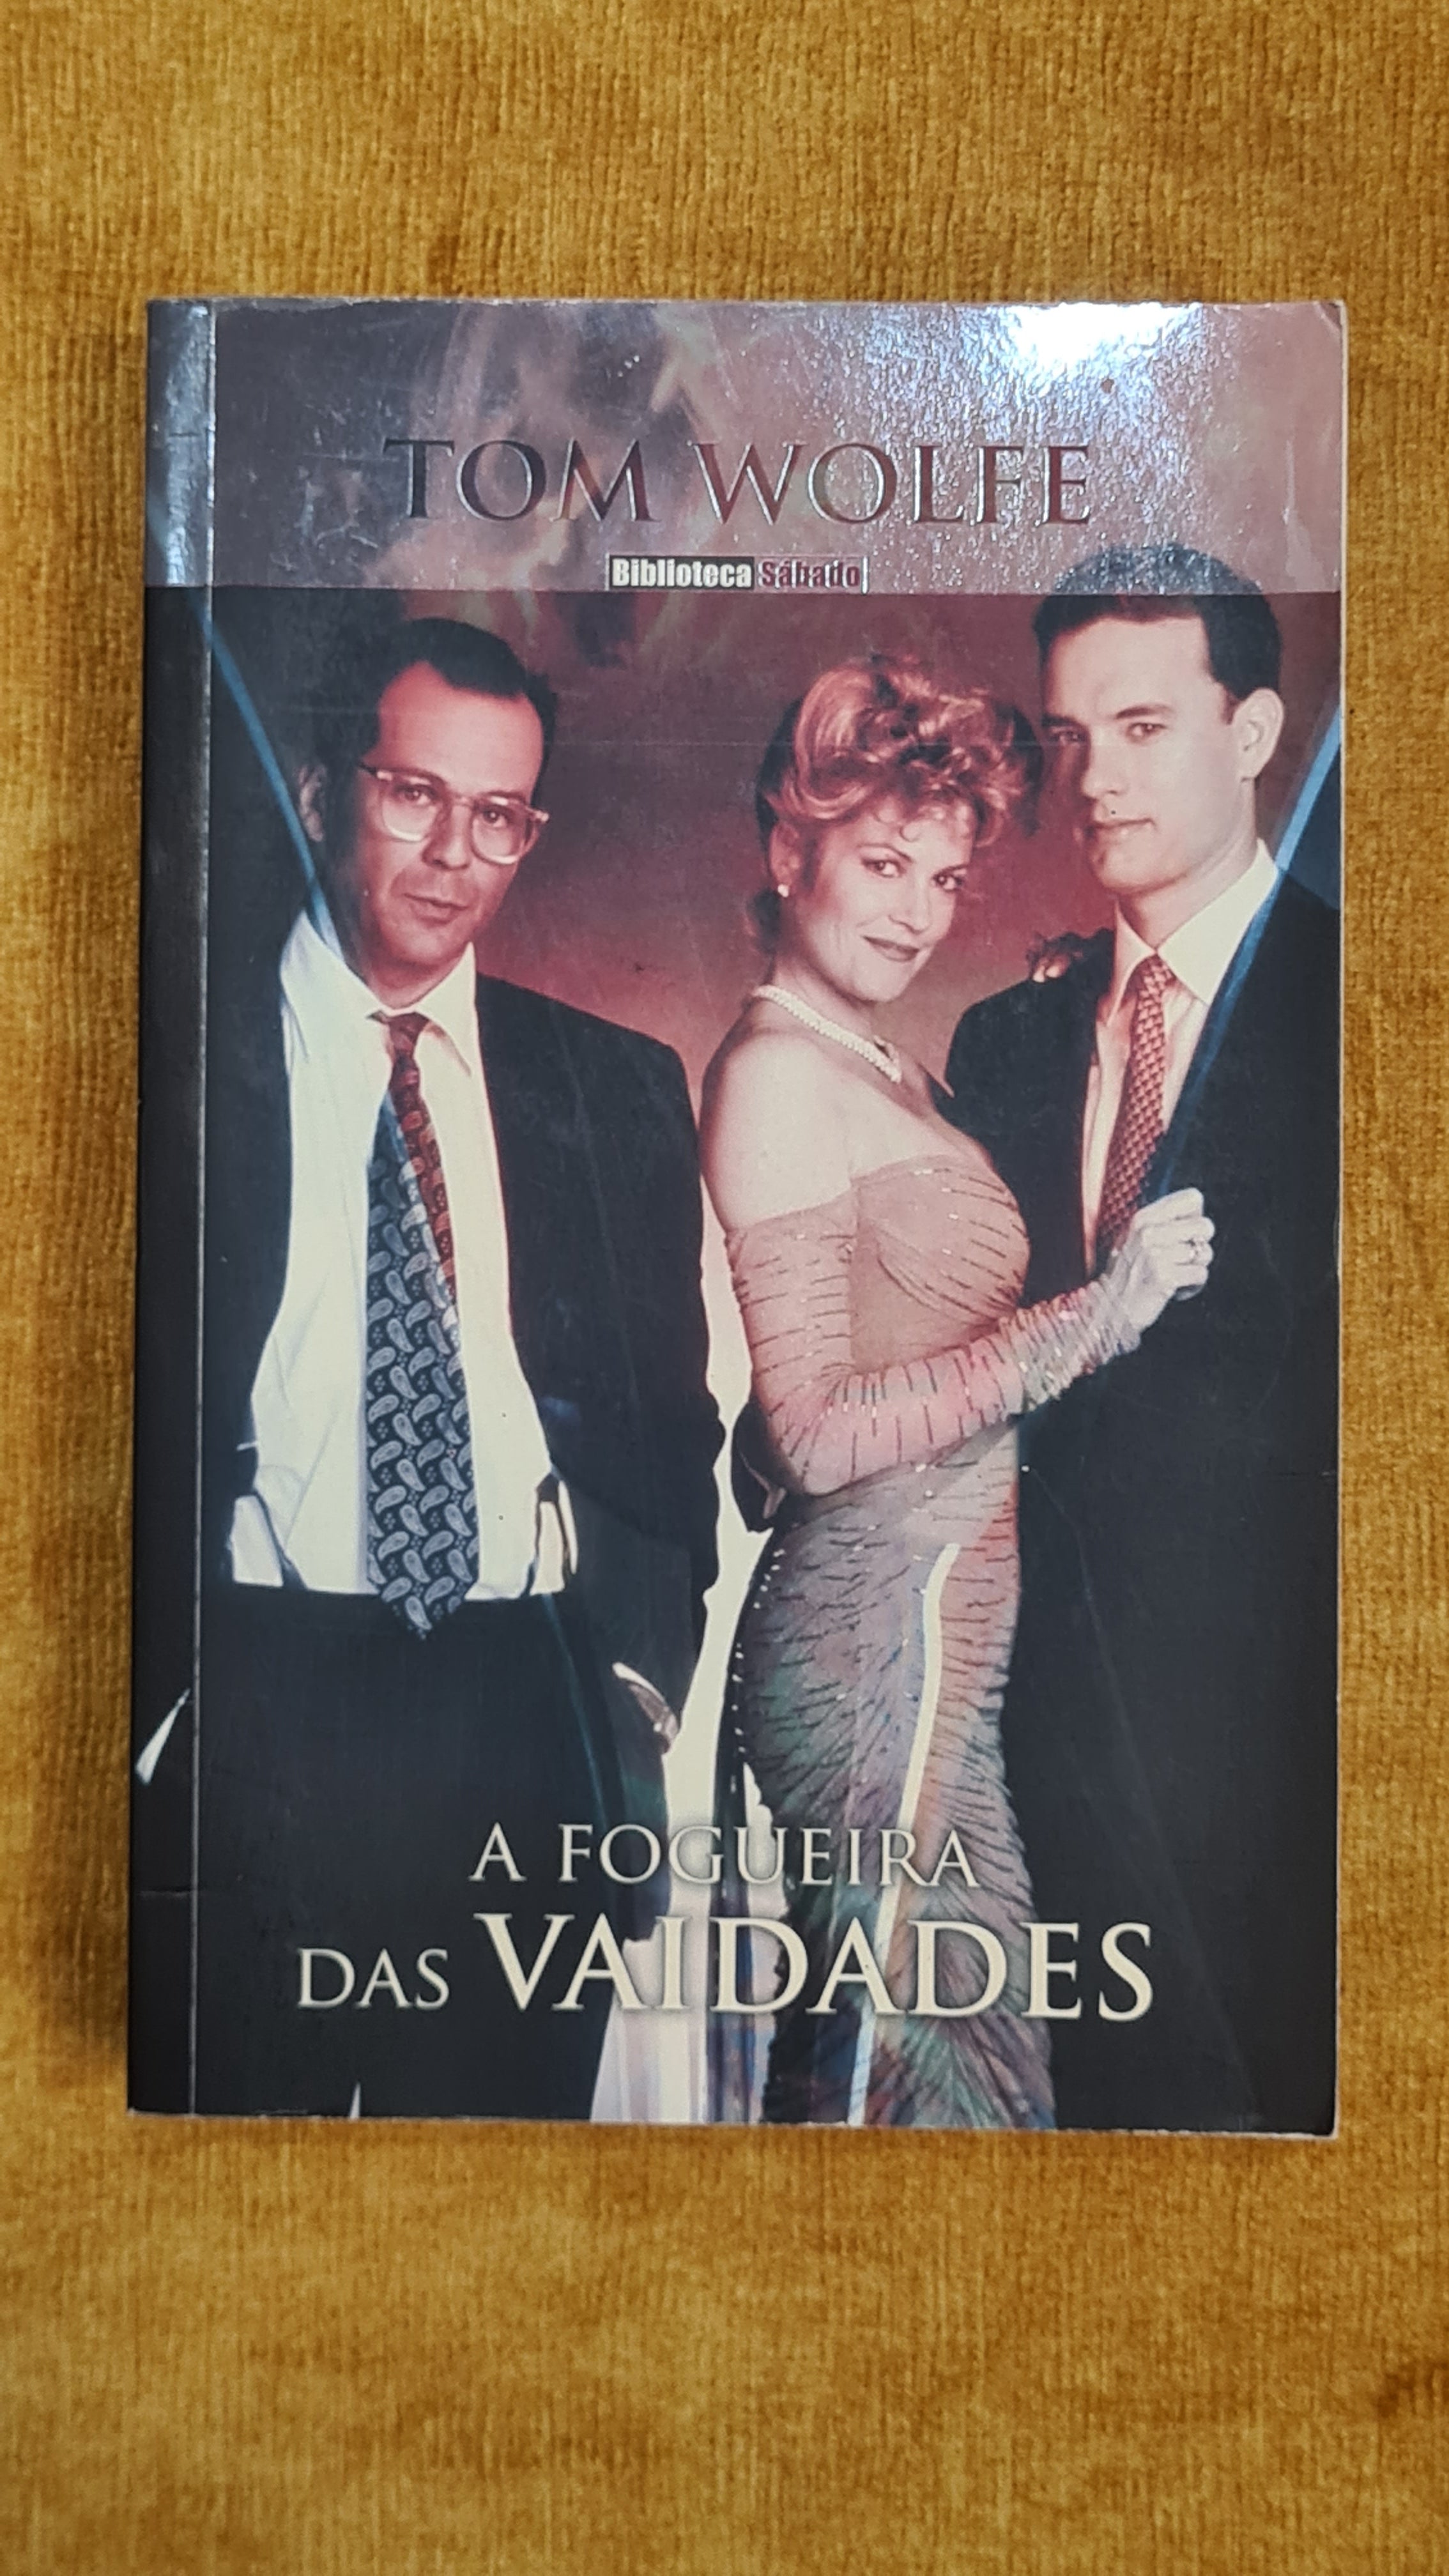 TOM WOLFE
Biblioteca Sábado
A FOGUEIRA
DAS VAIDADES